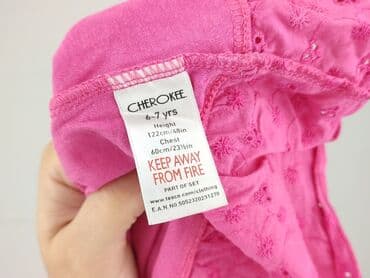 CHEROKEE
6-7 yrs
Height
122cm/48in
Chest
60cm/23½in
KEEP AWAY
FROM FIRE
PART OF SET
www.tesco.com/clothing
E.A.N No 5052320231270